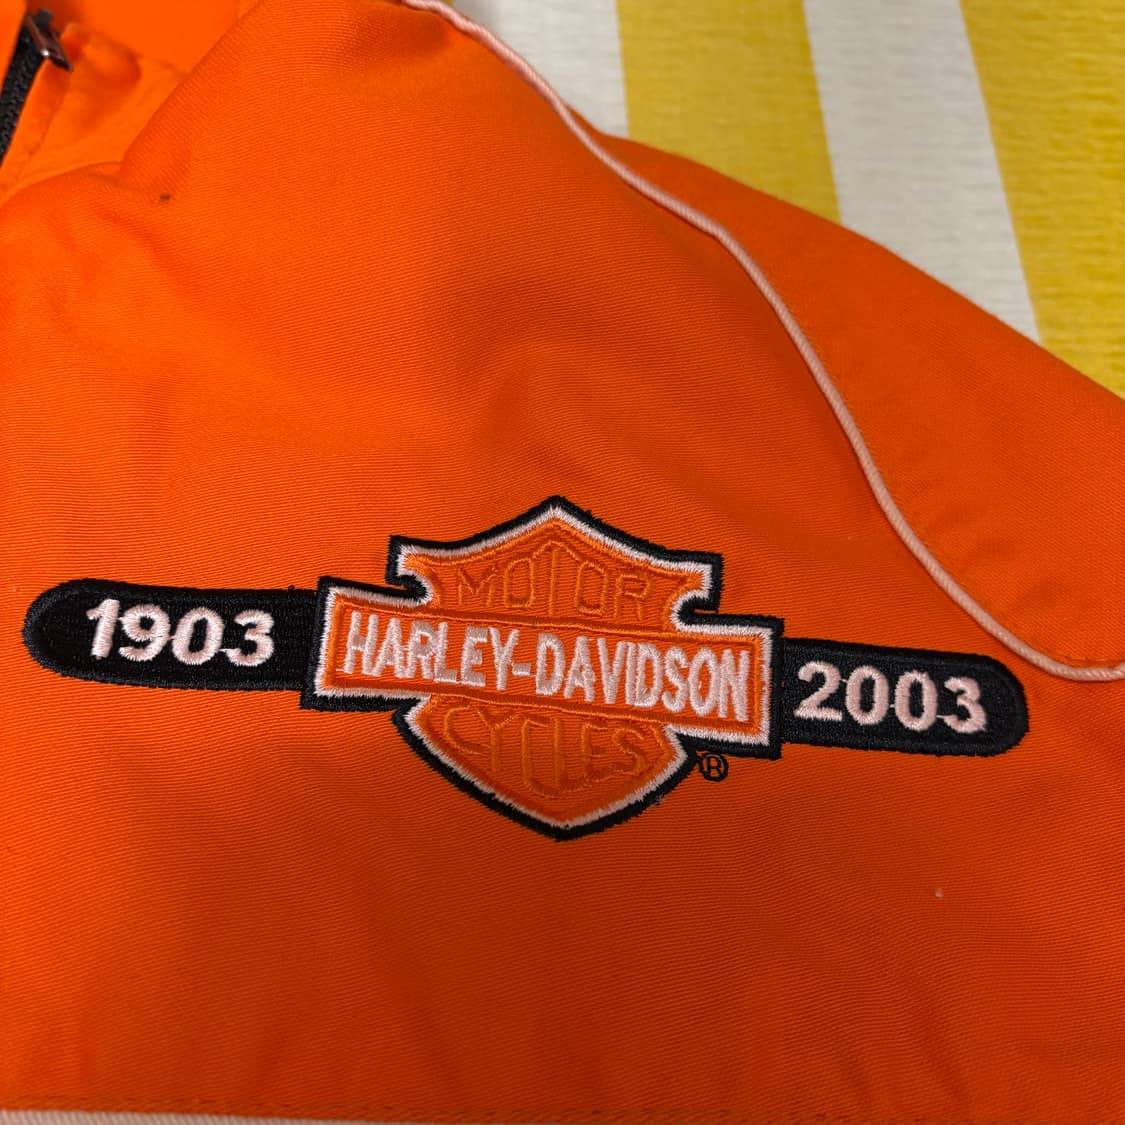 MOTOR
1903 HARLEY-DAVIDSON 2003
CYCLES ®